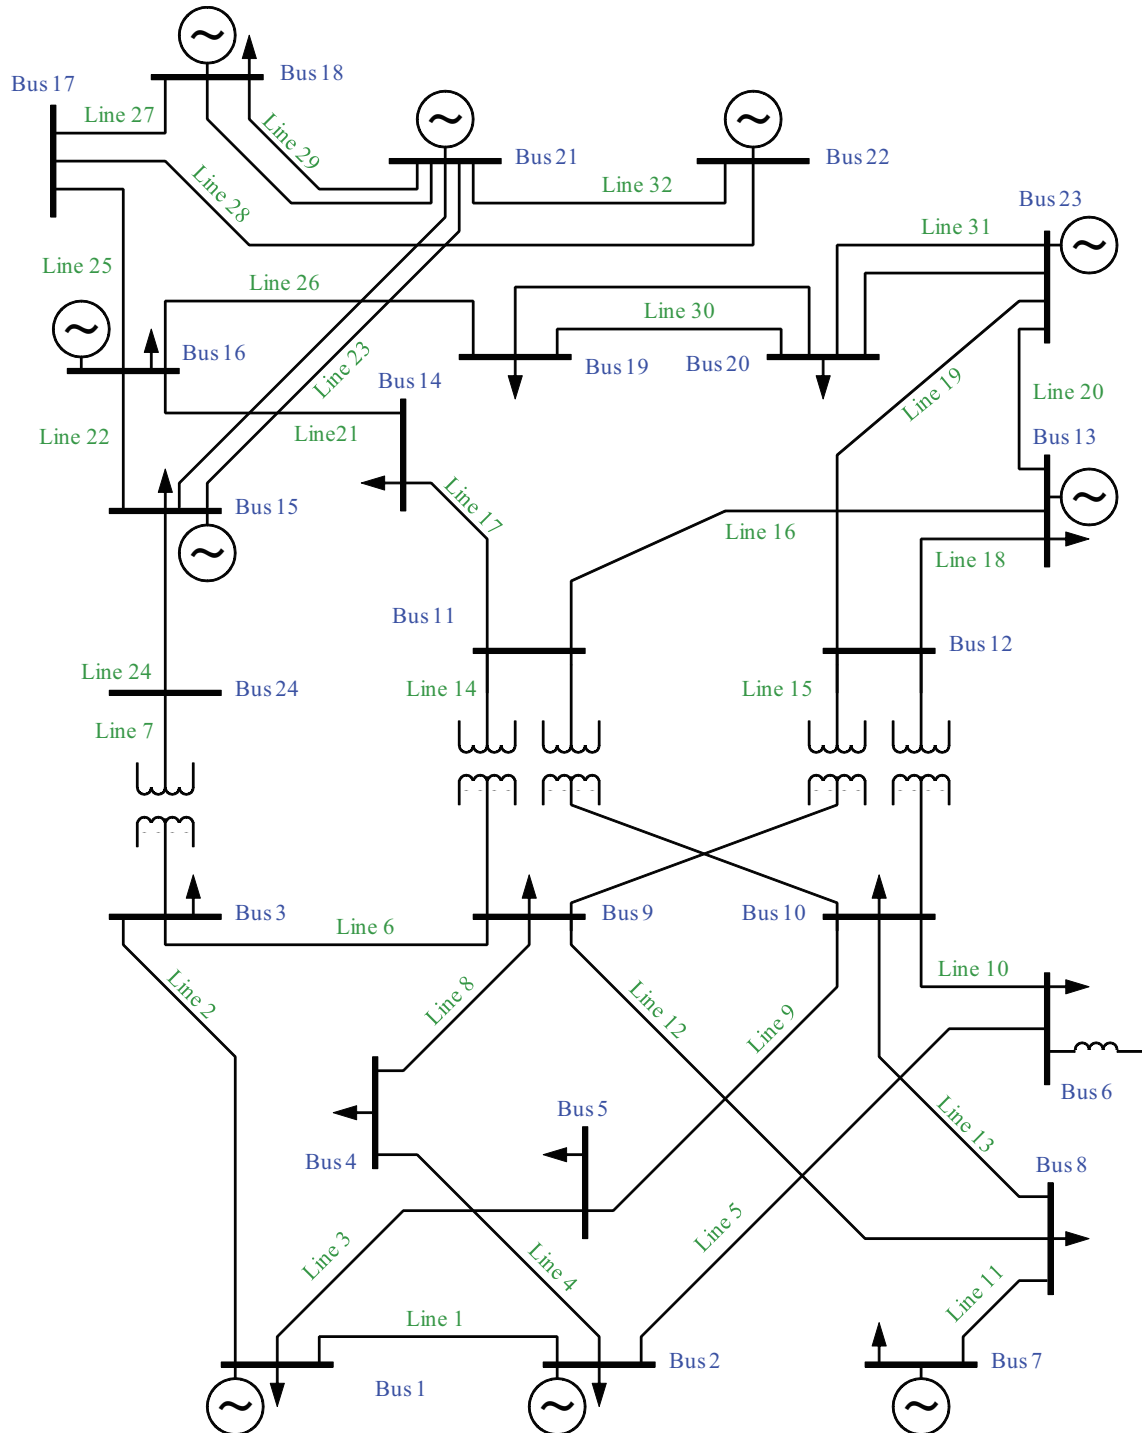 Bus 18
Bus 17
Line 27
Line 29
Bus 21
Bus 22
Line 28
Line 32
Bus 23
Line 31
Line 25
Line 26
Line 30
Bus 16
Line 23
Bus 19
Bus 20
Bus 14
Line 19
Line 20
Line 22
Line21
Bus 13
Bus 15
Line 17
Line 16
Line 18
Bus 11
Bus 12
Line 24
Bus 24
Line 14
Line 15
Line 7
Bus 3
Line 6
Bus 9
Bus 10
Line 2
Line 8
Line 12
Line 9
Line 10
Bus 6
Bus 5
Line 13
Bus 4
Bus 8
Line 3
Line 4
Line 5
Line 11
Line 1
Bus 2
Bus 7
Bus 1